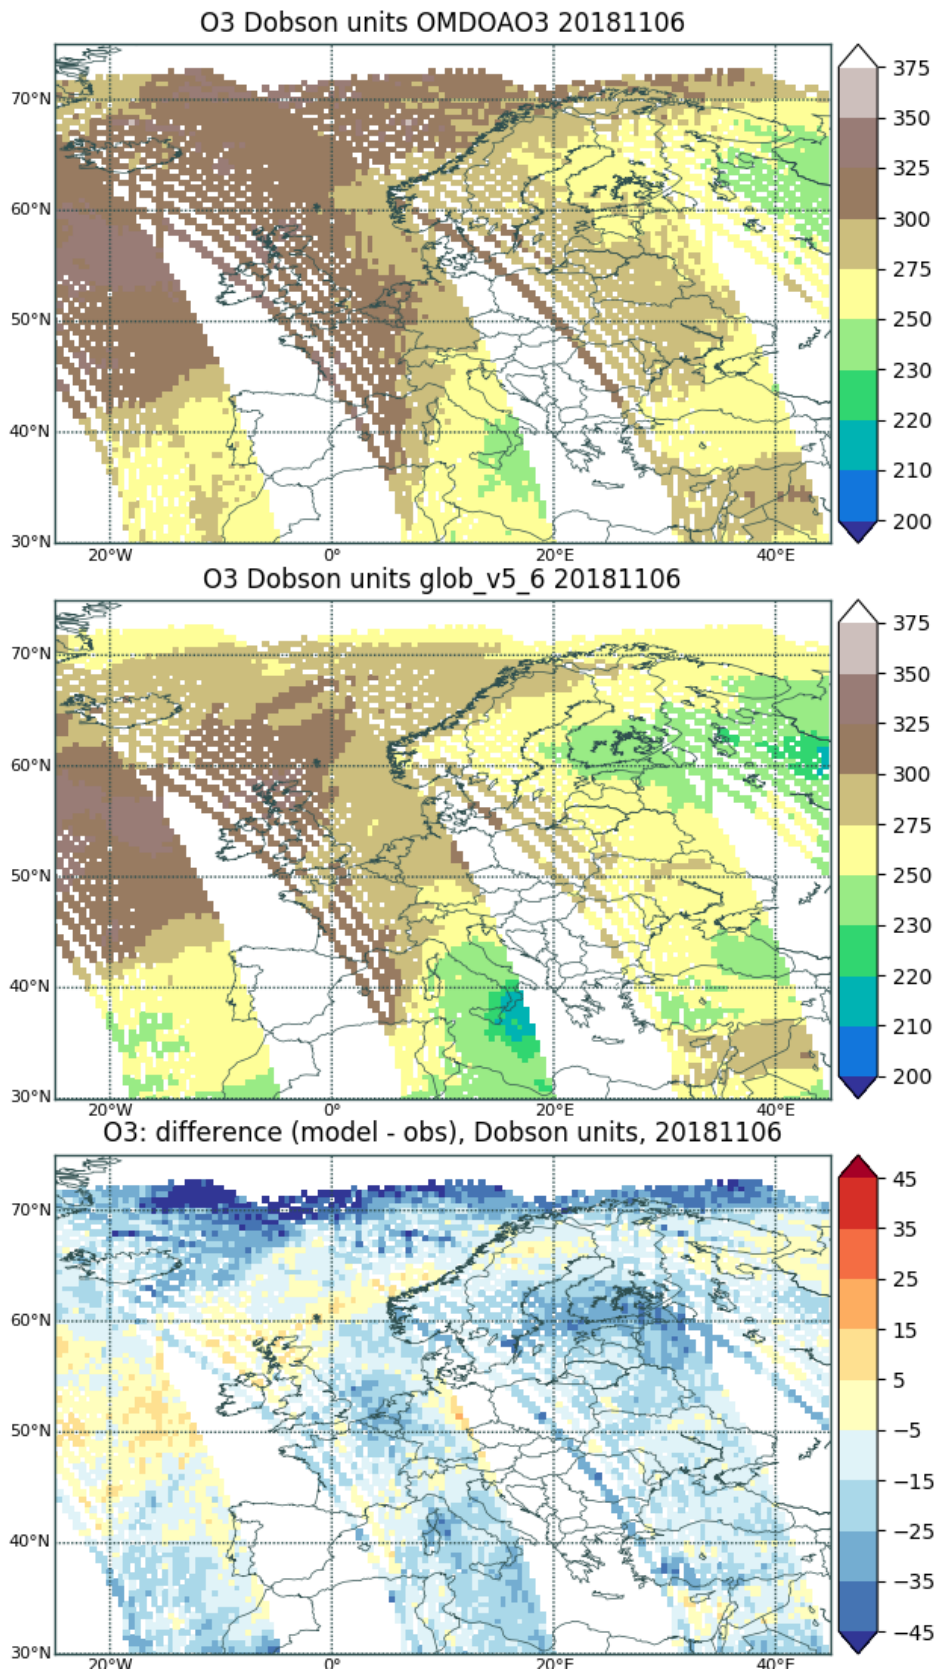 O3 Dobson units OMDOAO3 20181106
70°N
60°N
50°N
40°N
30°N
20°W
0°
20°E
40°E
375
350
325
300
275
250
230
220
210
200
O3 Dobson units glob_v5_6 20181106
70°N
60°N
50°N
40°N
30°N
20°W
0°
20°E
40°E
375
350
325
300
275
250
230
220
210
200
O3: difference (model - obs), Dobson units, 20181106
70°N
60°N
50°N
40°N
30°N
20°W
0°
20°E
40°E
45
35
25
15
5
−5
−15
−25
−35
−45